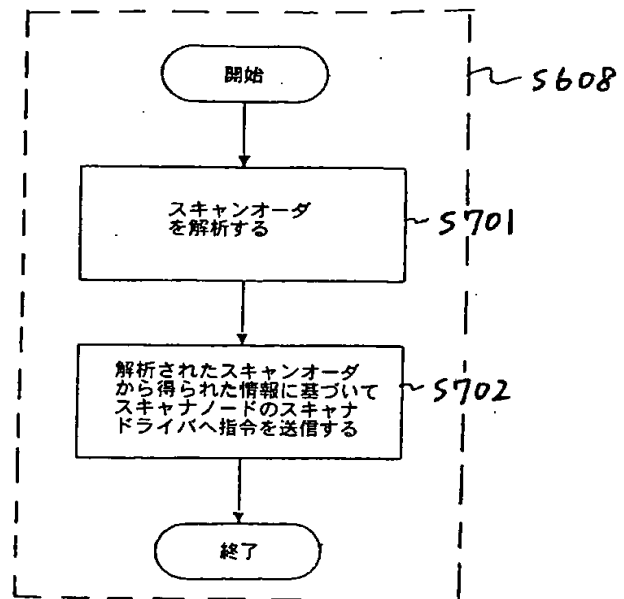 開始
S608
スキャンオーダ
を解析する
S701
解析されたスキャンオーダ
から得られた情報に基づいて
スキャナノードのスキャナ
ドライバへ指令を送信する
S702
終了